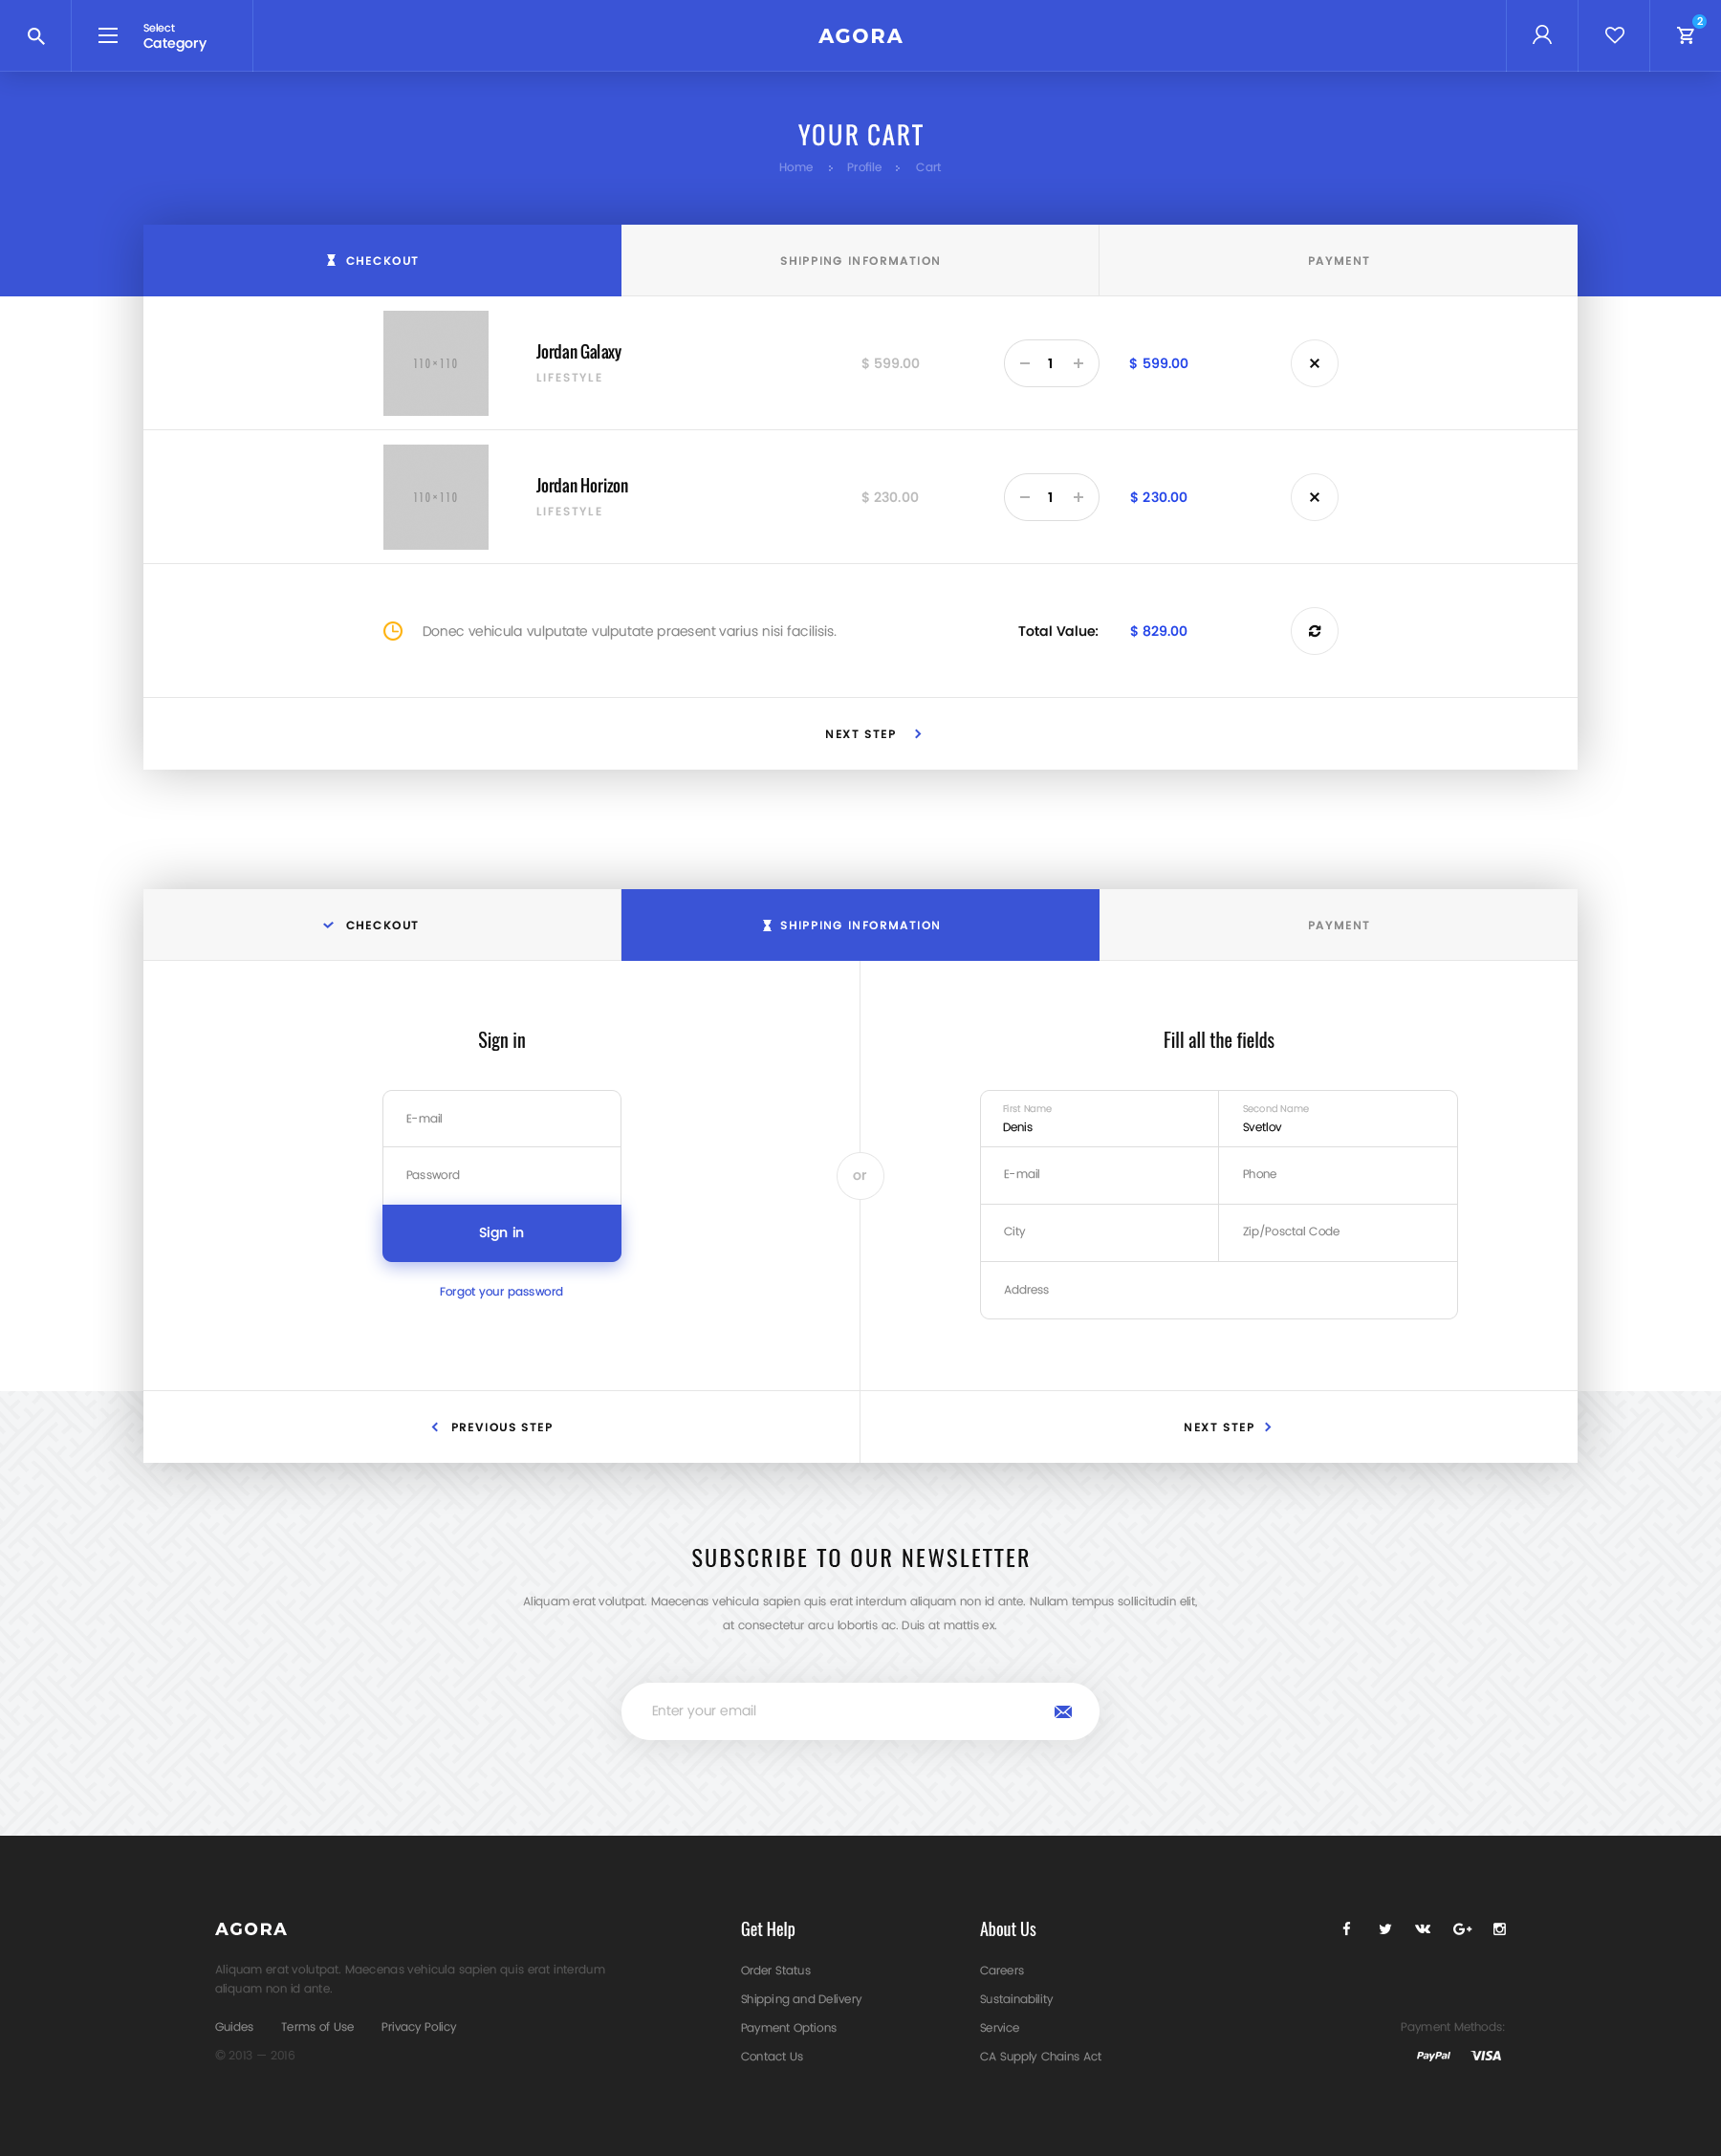 Select
Category
AGORA
2
YOUR CART
Home > Profile > Cart
CHECKOUT
SHIPPING INFORMATION
PAYMENT
110×110
Jordan Galaxy
LIFESTYLE
$ 599.00
− 1 +
$ 599.00
110×110
Jordan Horizon
LIFESTYLE
$ 230.00
− 1 +
$ 230.00
Donec vehicula vulputate vulputate praesent varius nisi facilisis.
Total Value:
$ 829.00
NEXT STEP
CHECKOUT
SHIPPING INFORMATION
PAYMENT
Sign in
E-mail
Password
Sign in
Forgot your password
or
Fill all the fields
First Name
Denis
Second Name
Svetlov
E-mail
Phone
City
Zip/Posctal Code
Address
PREVIOUS STEP
NEXT STEP
SUBSCRIBE TO OUR NEWSLETTER
Aliquam erat volutpat. Maecenas vehicula sapien quis erat interdum aliquam non id ante. Nullam tempus sollicitudin elit,
at consectetur arcu lobortis ac. Duis at mattis ex.
Enter your email
AGORA
Aliquam erat volutpat. Maecenas vehicula sapien quis erat interdum
aliquam non id ante.
Guides
Terms of Use
Privacy Policy
© 2013 — 2016
Get Help
Order Status
Shipping and Delivery
Payment Options
Contact Us
About Us
Careers
Sustainability
Service
CA Supply Chains Act
Payment Methods:
PayPal
VISA